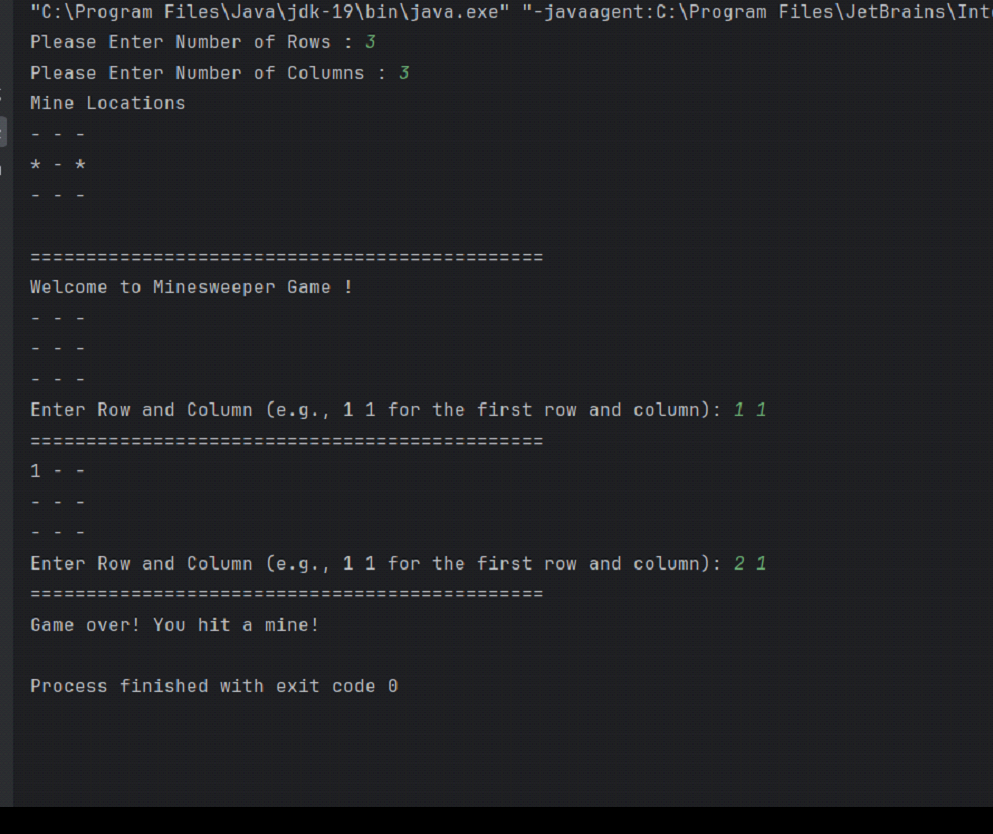 "C:\Program Files\Java\jdk-19\bin\java.exe" "-javaagent:C:\Program Files\JetBrains\Int
Please Enter Number of Rows : 3
Please Enter Number of Columns : 3
Mine Locations
- - -
* - *
- - -
==============================================
Welcome to Minesweeper Game !
- - -
- - -
- - -
Enter Row and Column (e.g., 1 1 for the first row and column): 1 1
==============================================
1 - -
- - -
- - -
Enter Row and Column (e.g., 1 1 for the first row and column): 2 1
==============================================
Game over! You hit a mine!
Process finished with exit code 0